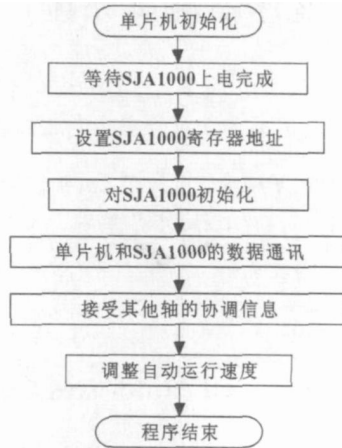 单片机初始化
等待SJA1000上电完成
设置SJA1000寄存器地址
对SJA1000初始化
单片机和SJA1000的数据通讯
接受其他轴的协调信息
调整自动运行速度
程序结束